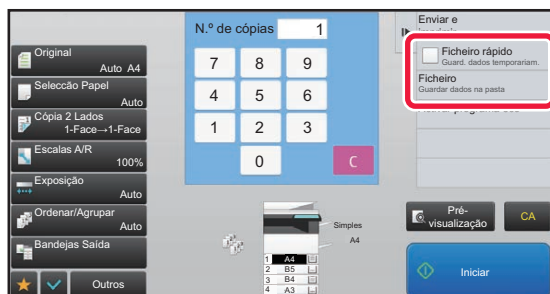 Original
Auto A4
Selecção Papel
Auto
Cópia 2 Lados
1-Face→1-Face
Escalas A/R
100%
Exposição
Auto
Ordenar/Agrupar
Auto
Bandejas Saída
Outros
N.º de cópias 1
7 8 9
4 5 6
1 2 3
0 C
Simples
A4
1 A4
2 B5
3 B4
4 A3
Enviar e
Ficheiro rápido
Guard. dados temporariam.
Ficheiro
Guardar dados na pasta
Pré-
visualização
CA
Iniciar